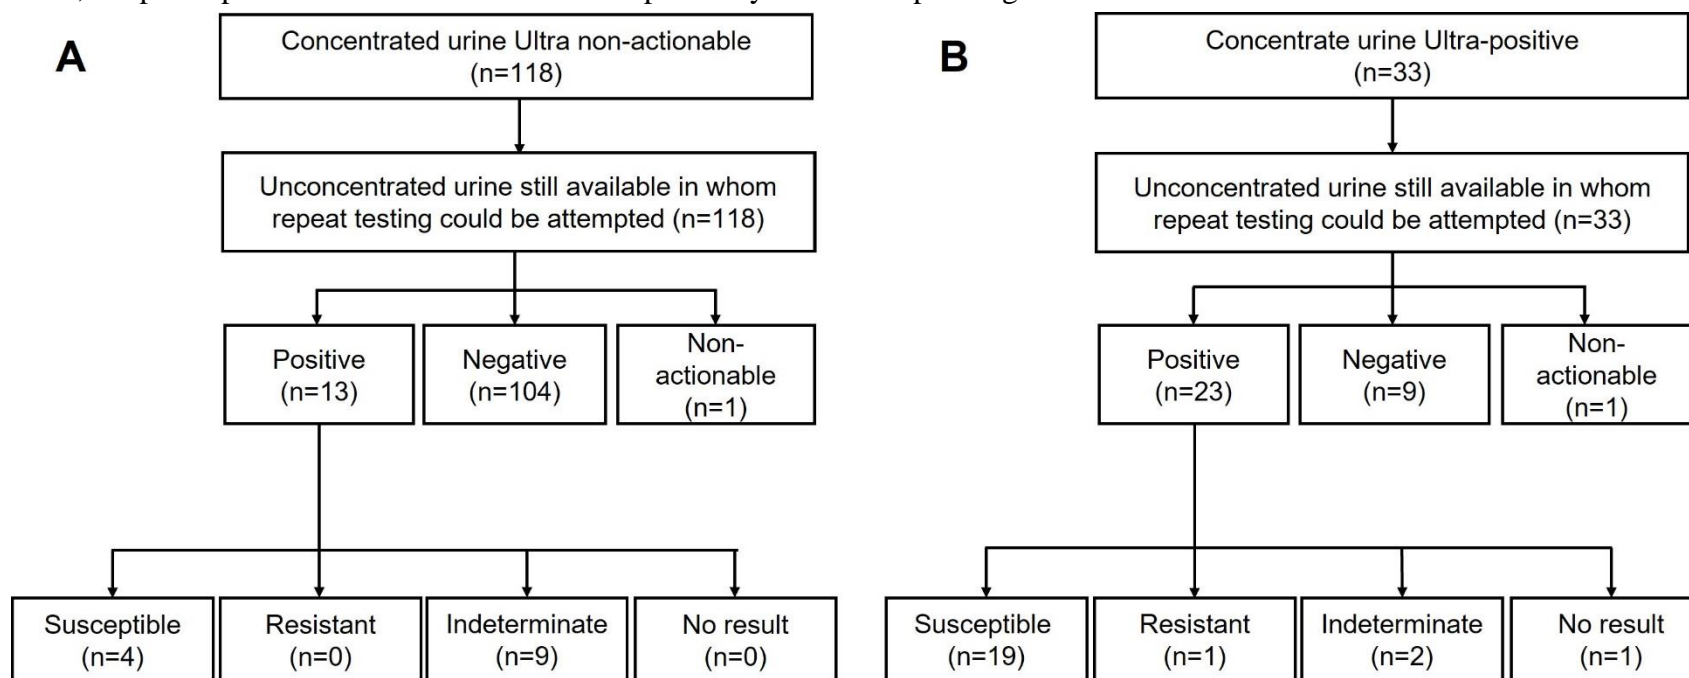 A
Concentrated urine Ultra non-actionable
(n=118)
Unconcentrated urine still available in whom
repeat testing could be attempted (n=118)
Positive
(n=13)
Negative
(n=104)
Non-
actionable
(n=1)
Susceptible
(n=4)
Resistant
(n=0)
Indeterminate
(n=9)
No result
(n=0)
B
Concentrate urine Ultra-positive
(n=33)
Unconcentrated urine still available in whom
repeat testing could be attempted (n=33)
Positive
(n=23)
Negative
(n=9)
Non-
actionable
(n=1)
Susceptible
(n=19)
Resistant
(n=1)
Indeterminate
(n=2)
No result
(n=1)